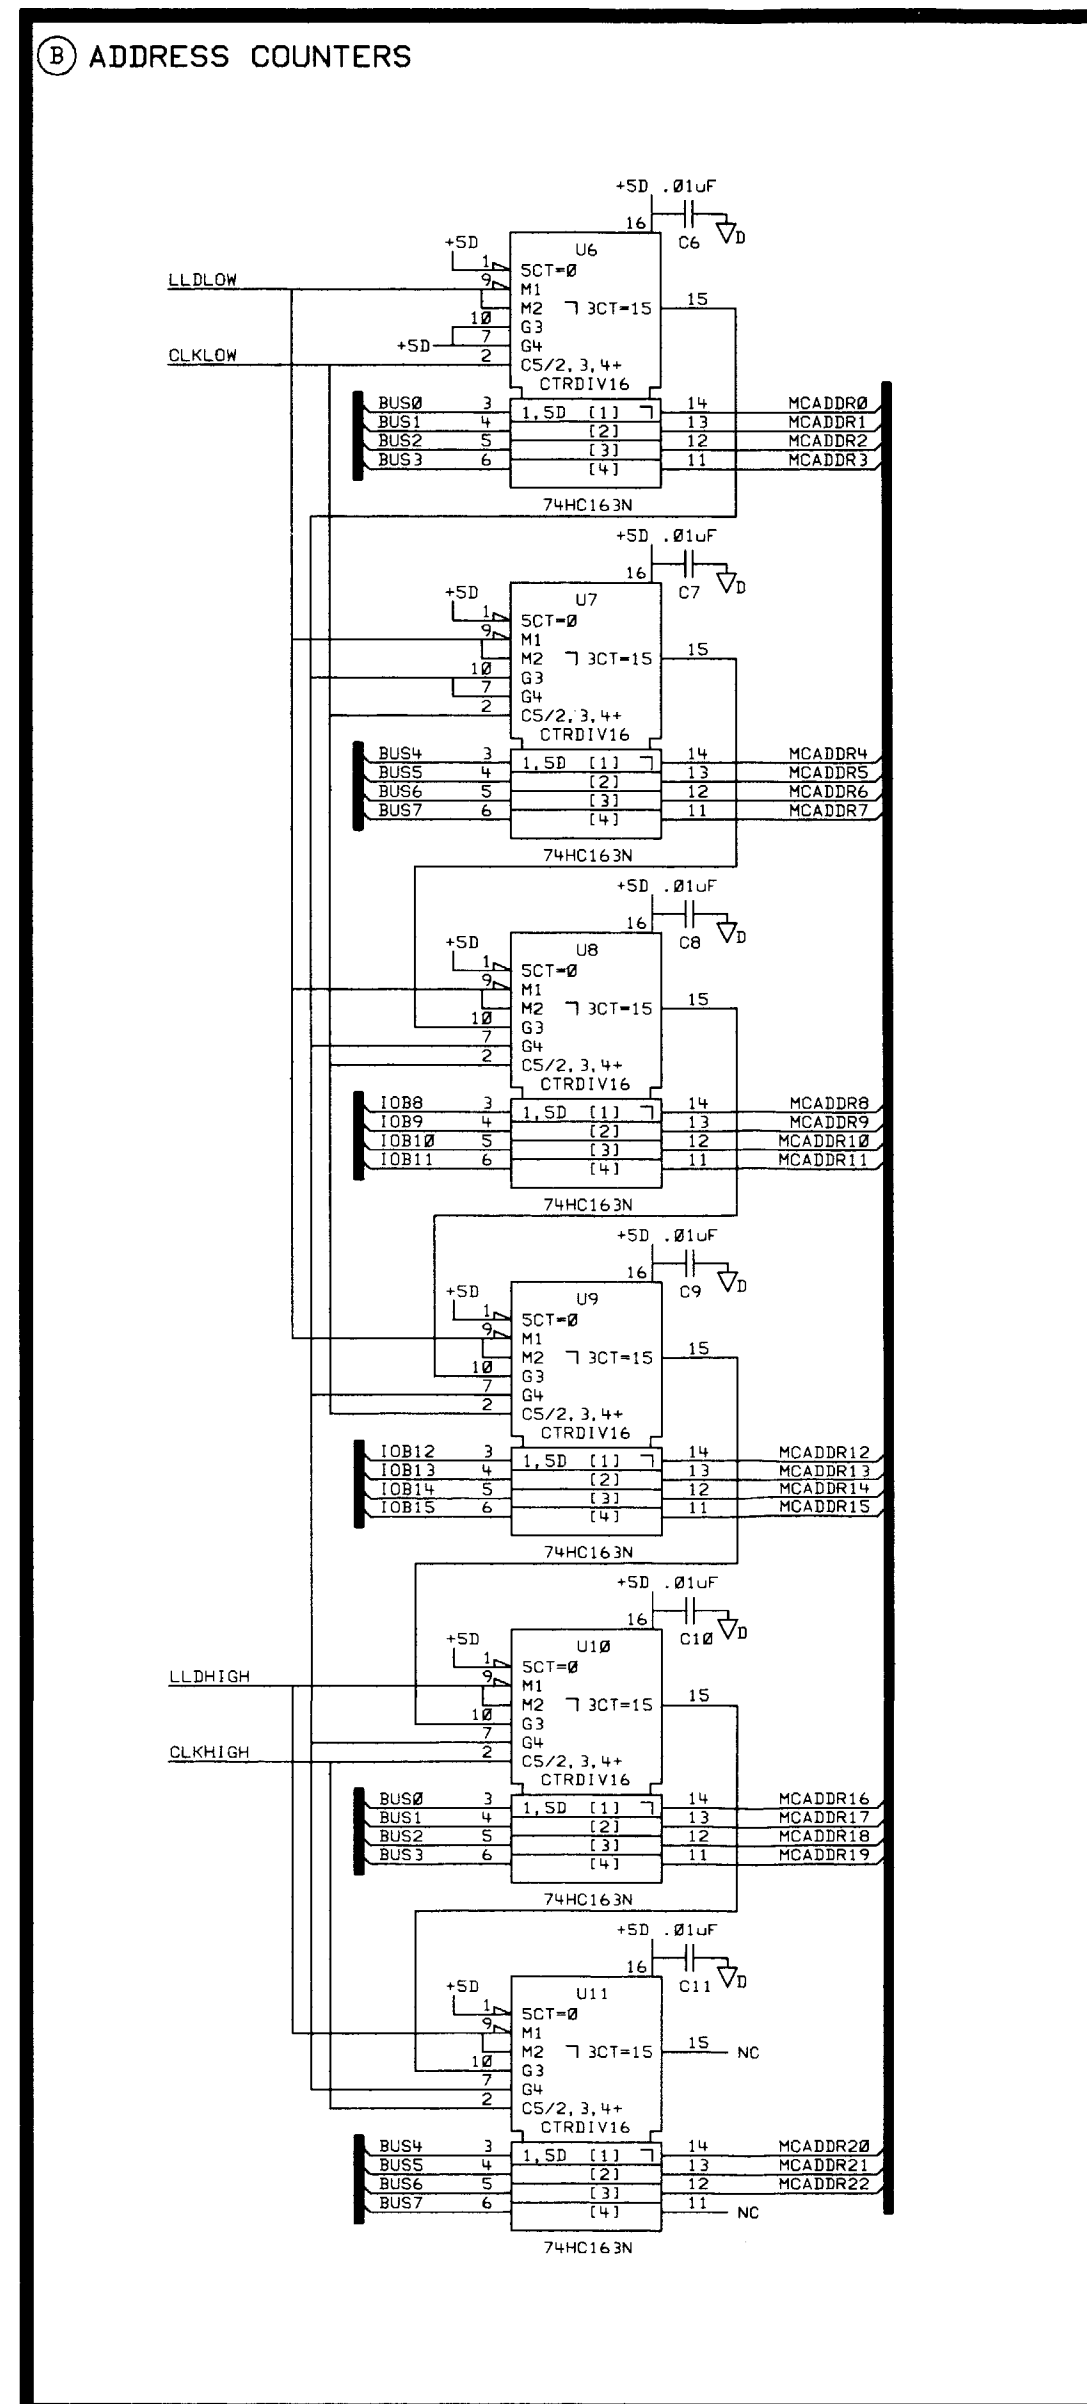 B ADDRESS COUNTERS
+5D .01uF
16
C6
D
+5D
U6
1
5CT=0
LLDLOW
9
M1
M2
3CT=15
15
10
G3
+5D
7
G4
CLKLOW
2
C5/2,3,4+
CTRDIV16
BUS0 3 1,5D [1] 14 MCADDR0
BUS1 4 [2] 13 MCADDR1
BUS2 5 [3] 12 MCADDR2
BUS3 6 [4] 11 MCADDR3
74HC163N
+5D .01uF
16
C7
D
+5D
U7
1
5CT=0
9
M1
M2
3CT=15
15
10
G3
7
G4
2
C5/2,3,4+
CTRDIV16
BUS4 3 1,5D [1] 14 MCADDR4
BUS5 4 [2] 13 MCADDR5
BUS6 5 [3] 12 MCADDR6
BUS7 6 [4] 11 MCADDR7
74HC163N
+5D .01uF
16
C8
D
+5D
U8
1
5CT=0
9
M1
M2
3CT=15
15
10
G3
7
G4
2
C5/2,3,4+
CTRDIV16
IOB8 3 1,5D [1] 14 MCADDR8
IOB9 4 [2] 13 MCADDR9
IOB10 5 [3] 12 MCADDR10
IOB11 6 [4] 11 MCADDR11
74HC163N
+5D .01uF
16
C9
D
+5D
U9
1
5CT=0
9
M1
M2
3CT=15
15
10
G3
7
G4
2
C5/2,3,4+
CTRDIV16
IOB12 3 1,5D [1] 14 MCADDR12
IOB13 4 [2] 13 MCADDR13
IOB14 5 [3] 12 MCADDR14
IOB15 6 [4] 11 MCADDR15
74HC163N
+5D .01uF
16
C10
D
+5D
U10
1
5CT=0
LLDHIGH
9
M1
M2
3CT=15
15
10
G3
7
G4
CLKHIGH
2
C5/2,3,4+
CTRDIV16
BUS0 3 1,5D [1] 14 MCADDR16
BUS1 4 [2] 13 MCADDR17
BUS2 5 [3] 12 MCADDR18
BUS3 6 [4] 11 MCADDR19
74HC163N
+5D .01uF
16
C11
D
+5D
U11
1
5CT=0
9
M1
M2
3CT=15
15 NC
10
G3
7
G4
2
C5/2,3,4+
CTRDIV16
BUS4 3 1,5D [1] 14 MCADDR20
BUS5 4 [2] 13 MCADDR21
BUS6 5 [3] 12 MCADDR22
BUS7 6 [4] 11 NC
74HC163N